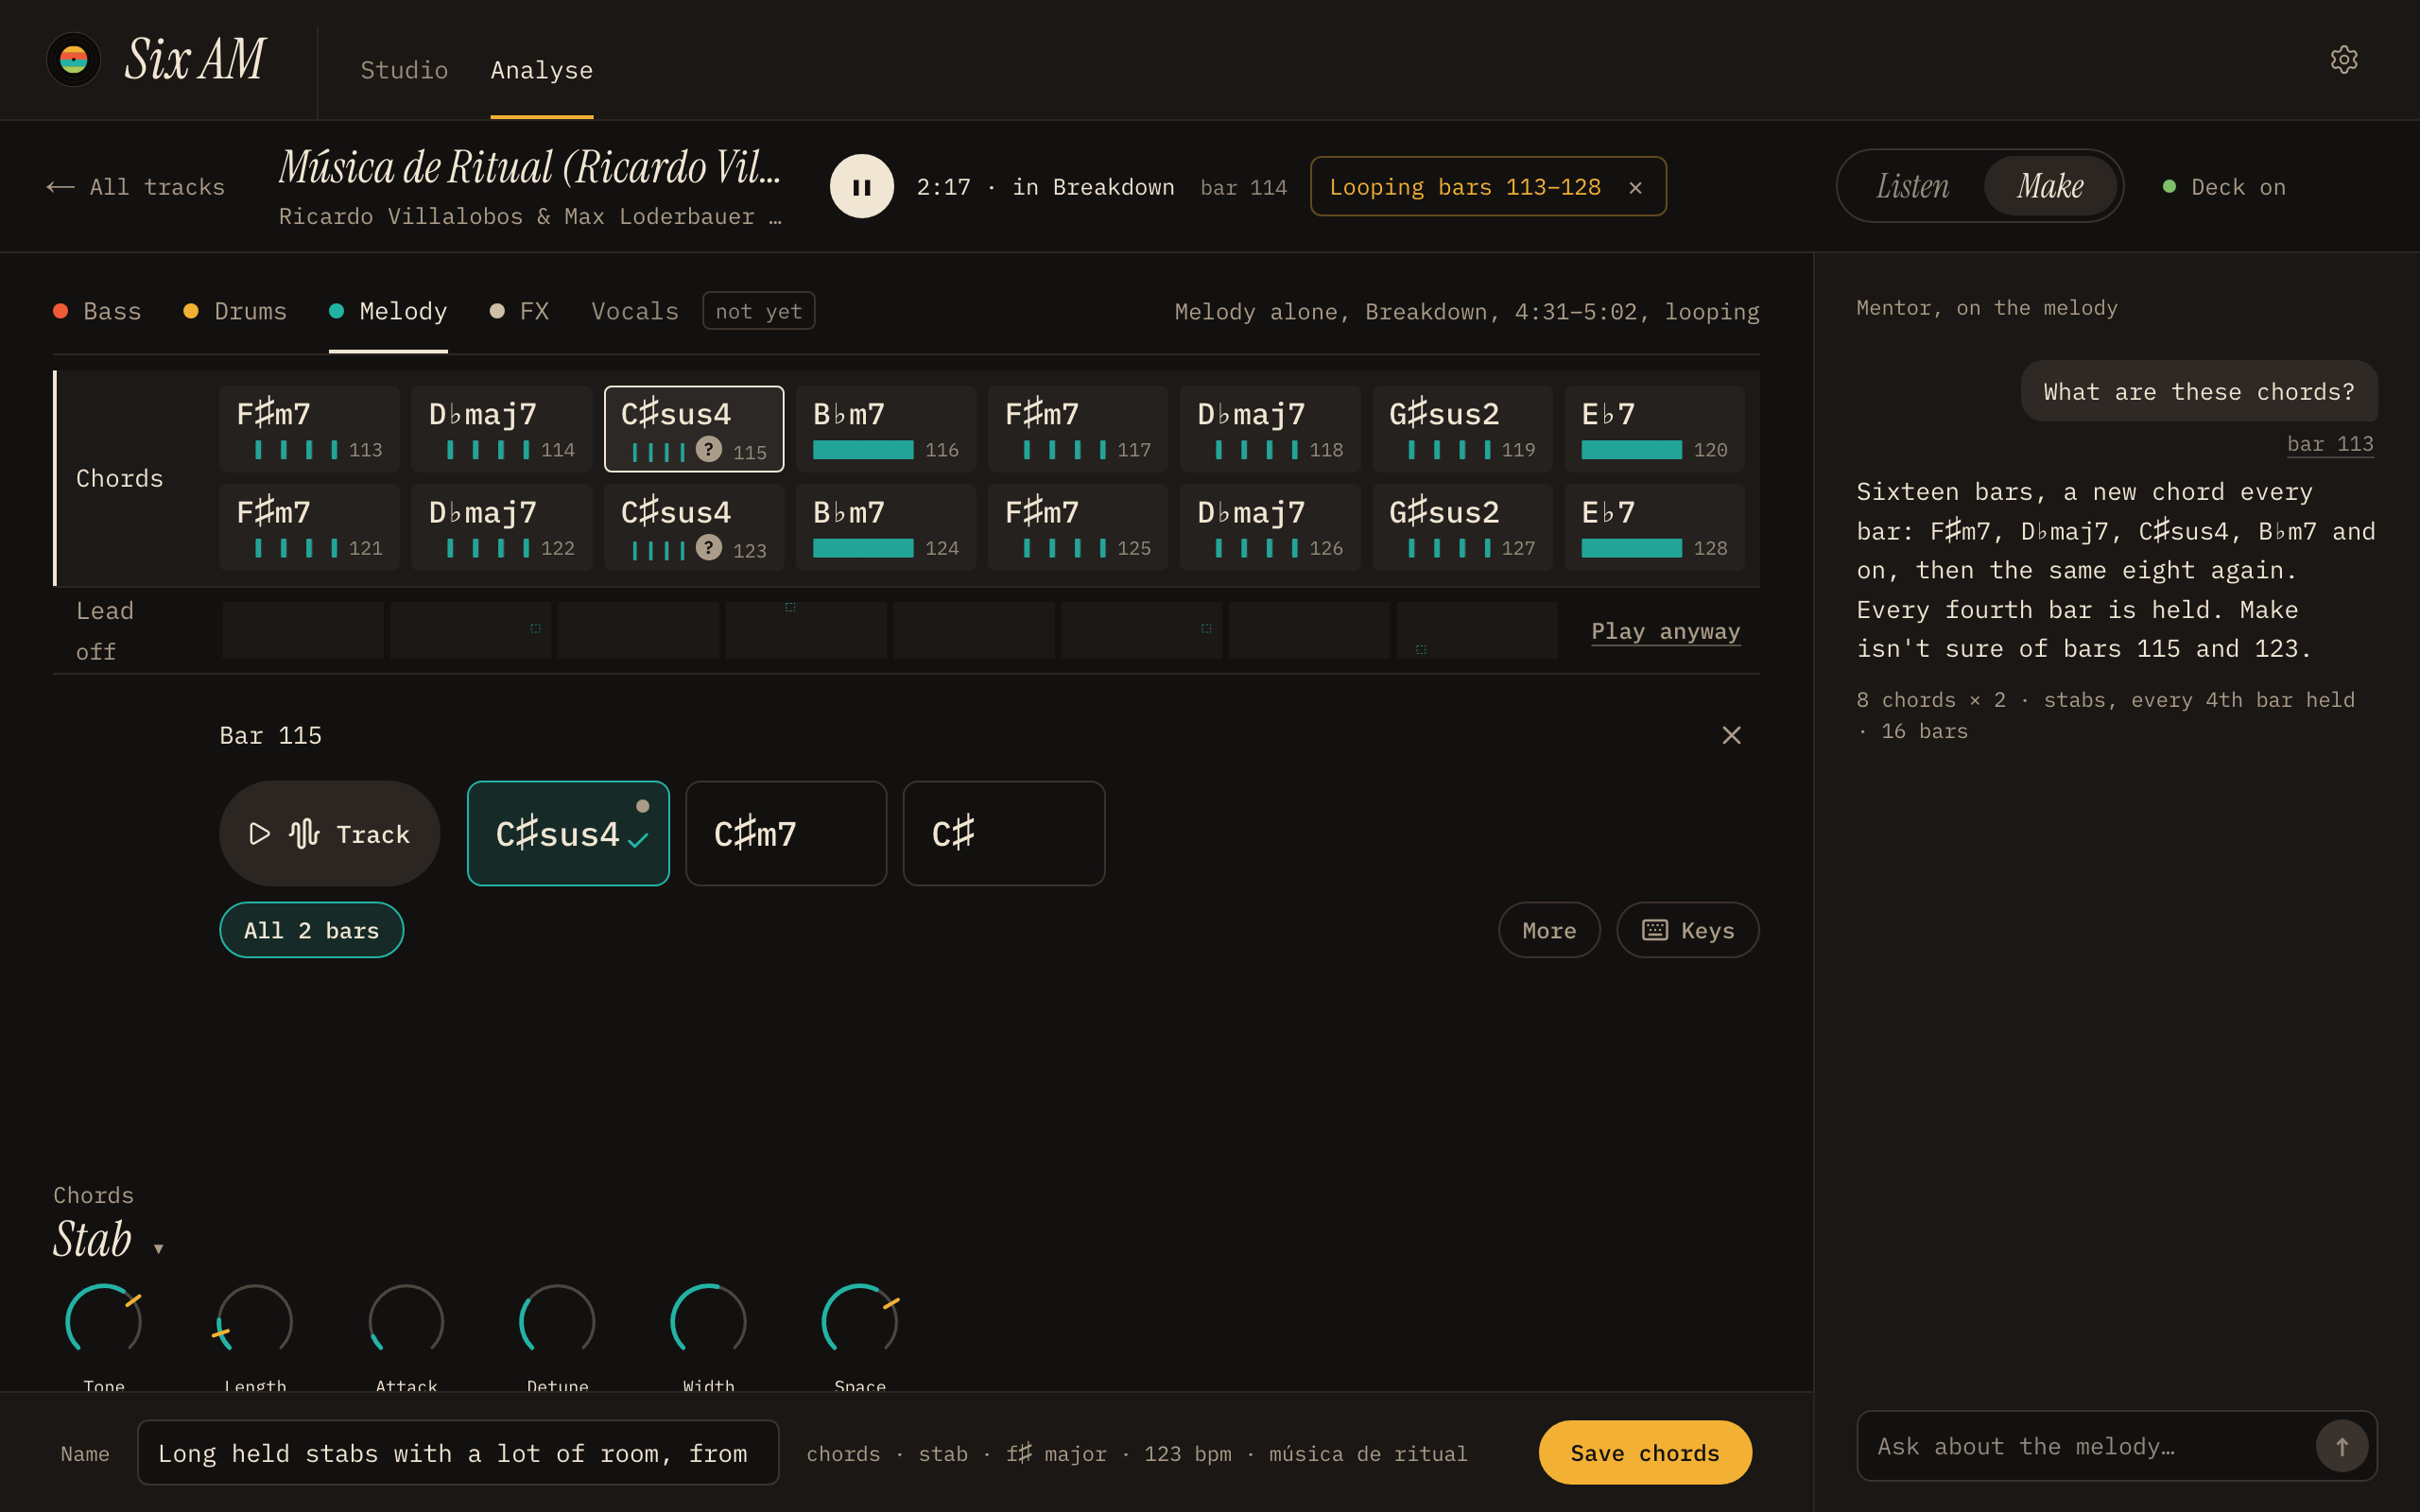 Six AM
Studio
Analyse
← All tracks
Música de Ritual (Ricardo Vil…
Ricardo Villalobos & Max Loderbauer …
2:17 · in Breakdown
bar 114
Looping bars 113–128 ×
Listen
Make
Deck on
Bass
Drums
Melody
FX
Vocals
not yet
Melody alone, Breakdown, 4:31–5:02, looping
Chords
F♯m7
113
D♭maj7
114
C♯sus4
? 115
B♭m7
116
F♯m7
117
D♭maj7
118
G♯sus2
119
E♭7
120
F♯m7
121
D♭maj7
122
C♯sus4
? 123
B♭m7
124
F♯m7
125
D♭maj7
126
G♯sus2
127
E♭7
128
Lead
off
Play anyway
Bar 115
Track
C♯sus4
C♯m7
C♯
All 2 bars
More
Keys
Chords
Stab
Tone
Length
Attack
Detune
Width
Space
Name
Long held stabs with a lot of room, from
chords · stab · f♯ major · 123 bpm · música de ritual
Save chords
Mentor, on the melody
What are these chords?
bar 113
Sixteen bars, a new chord every
bar: F♯m7, D♭maj7, C♯sus4, B♭m7 and
on, then the same eight again.
Every fourth bar is held. Make
isn't sure of bars 115 and 123.
8 chords × 2 · stabs, every 4th bar held
· 16 bars
Ask about the melody…